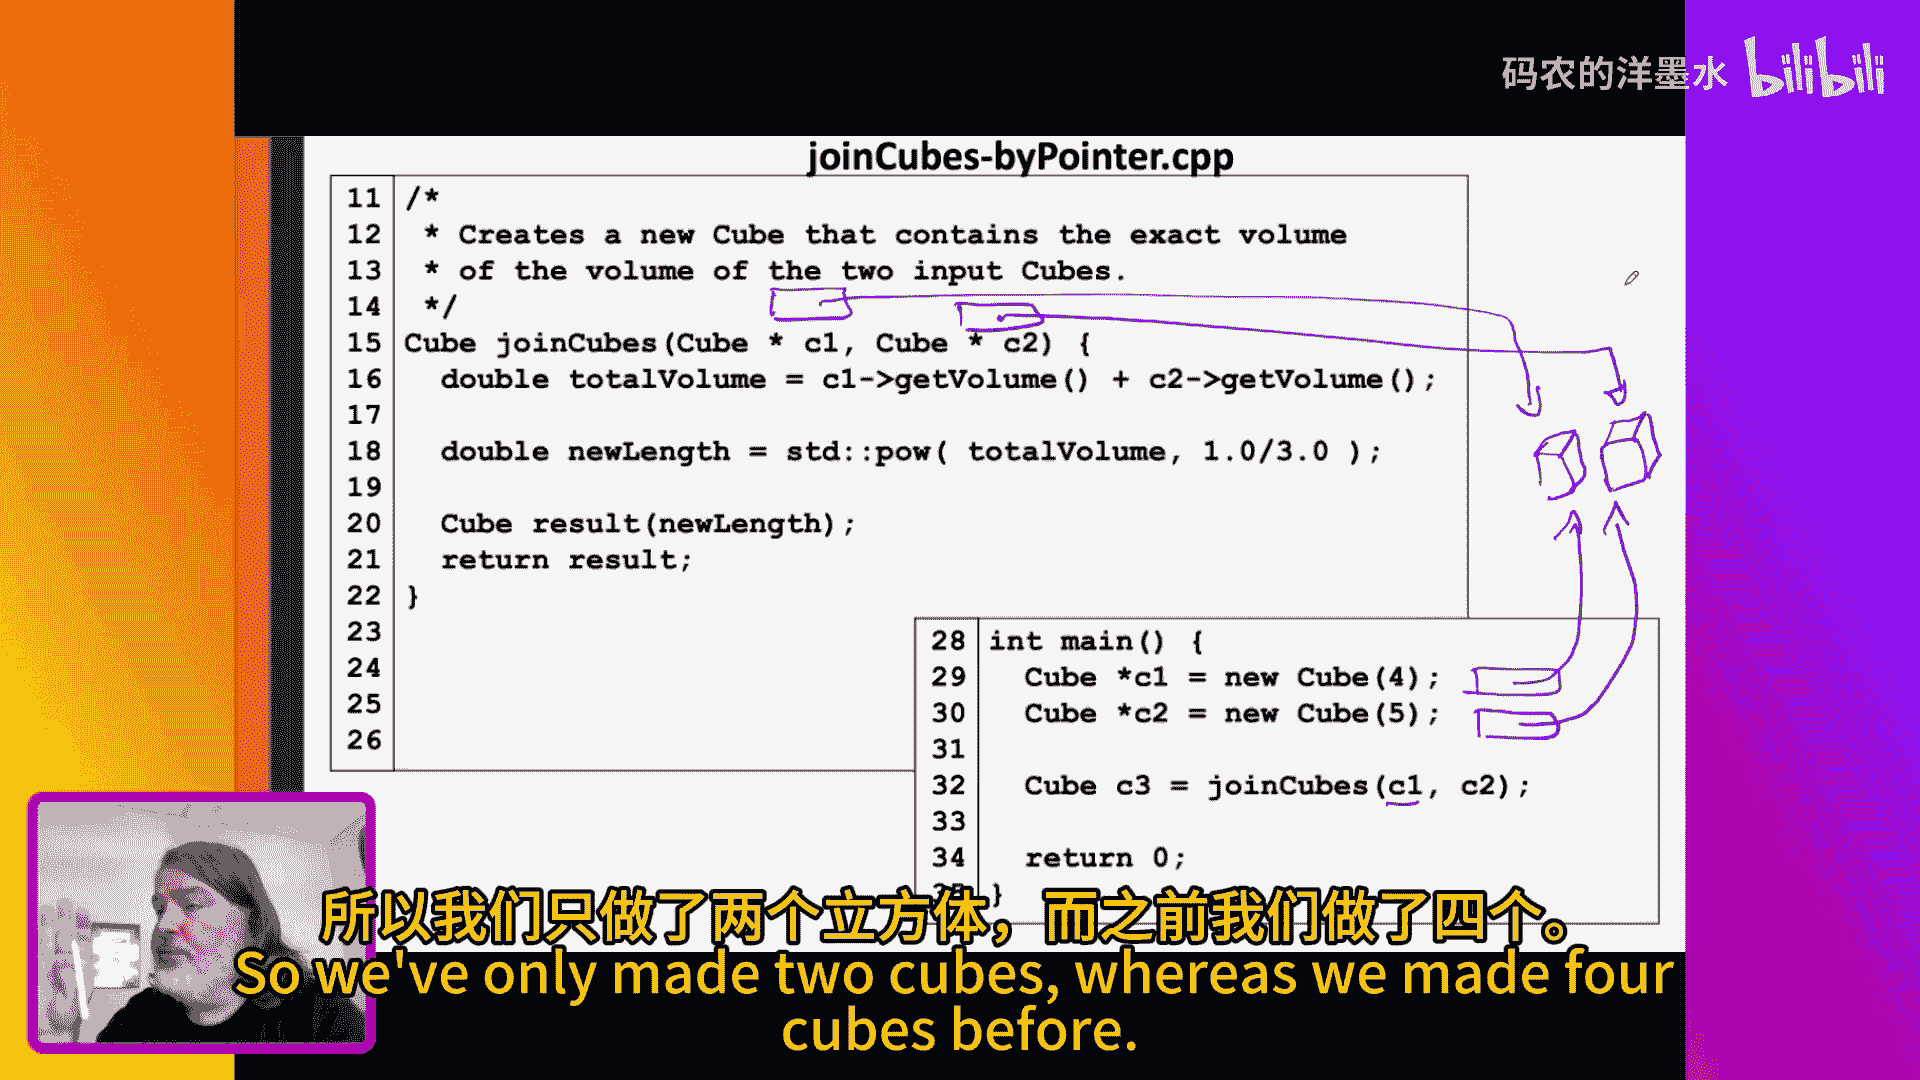 码农的洋墨水 bilibili
joinCubes-byPointer.cpp
11 /*
12  * Creates a new Cube that contains the exact volume
13  * of the volume of the two input Cubes.
14  */
15 Cube joinCubes(Cube * c1, Cube * c2) {
16   double totalVolume = c1->getVolume() + c2->getVolume();
17
18   double newLength = std::pow( totalVolume, 1.0/3.0 );
19
20   Cube result(newLength);
21   return result;
22 }
23
24
25
26
28 int main() {
29   Cube *c1 = new Cube(4);
30   Cube *c2 = new Cube(5);
31
32   Cube c3 = joinCubes(c1, c2);
33
34   return 0;
35 }
所以我们只做了两个立方体，而之前我们做了四个。
So we've only made two cubes, whereas we made four
cubes before.